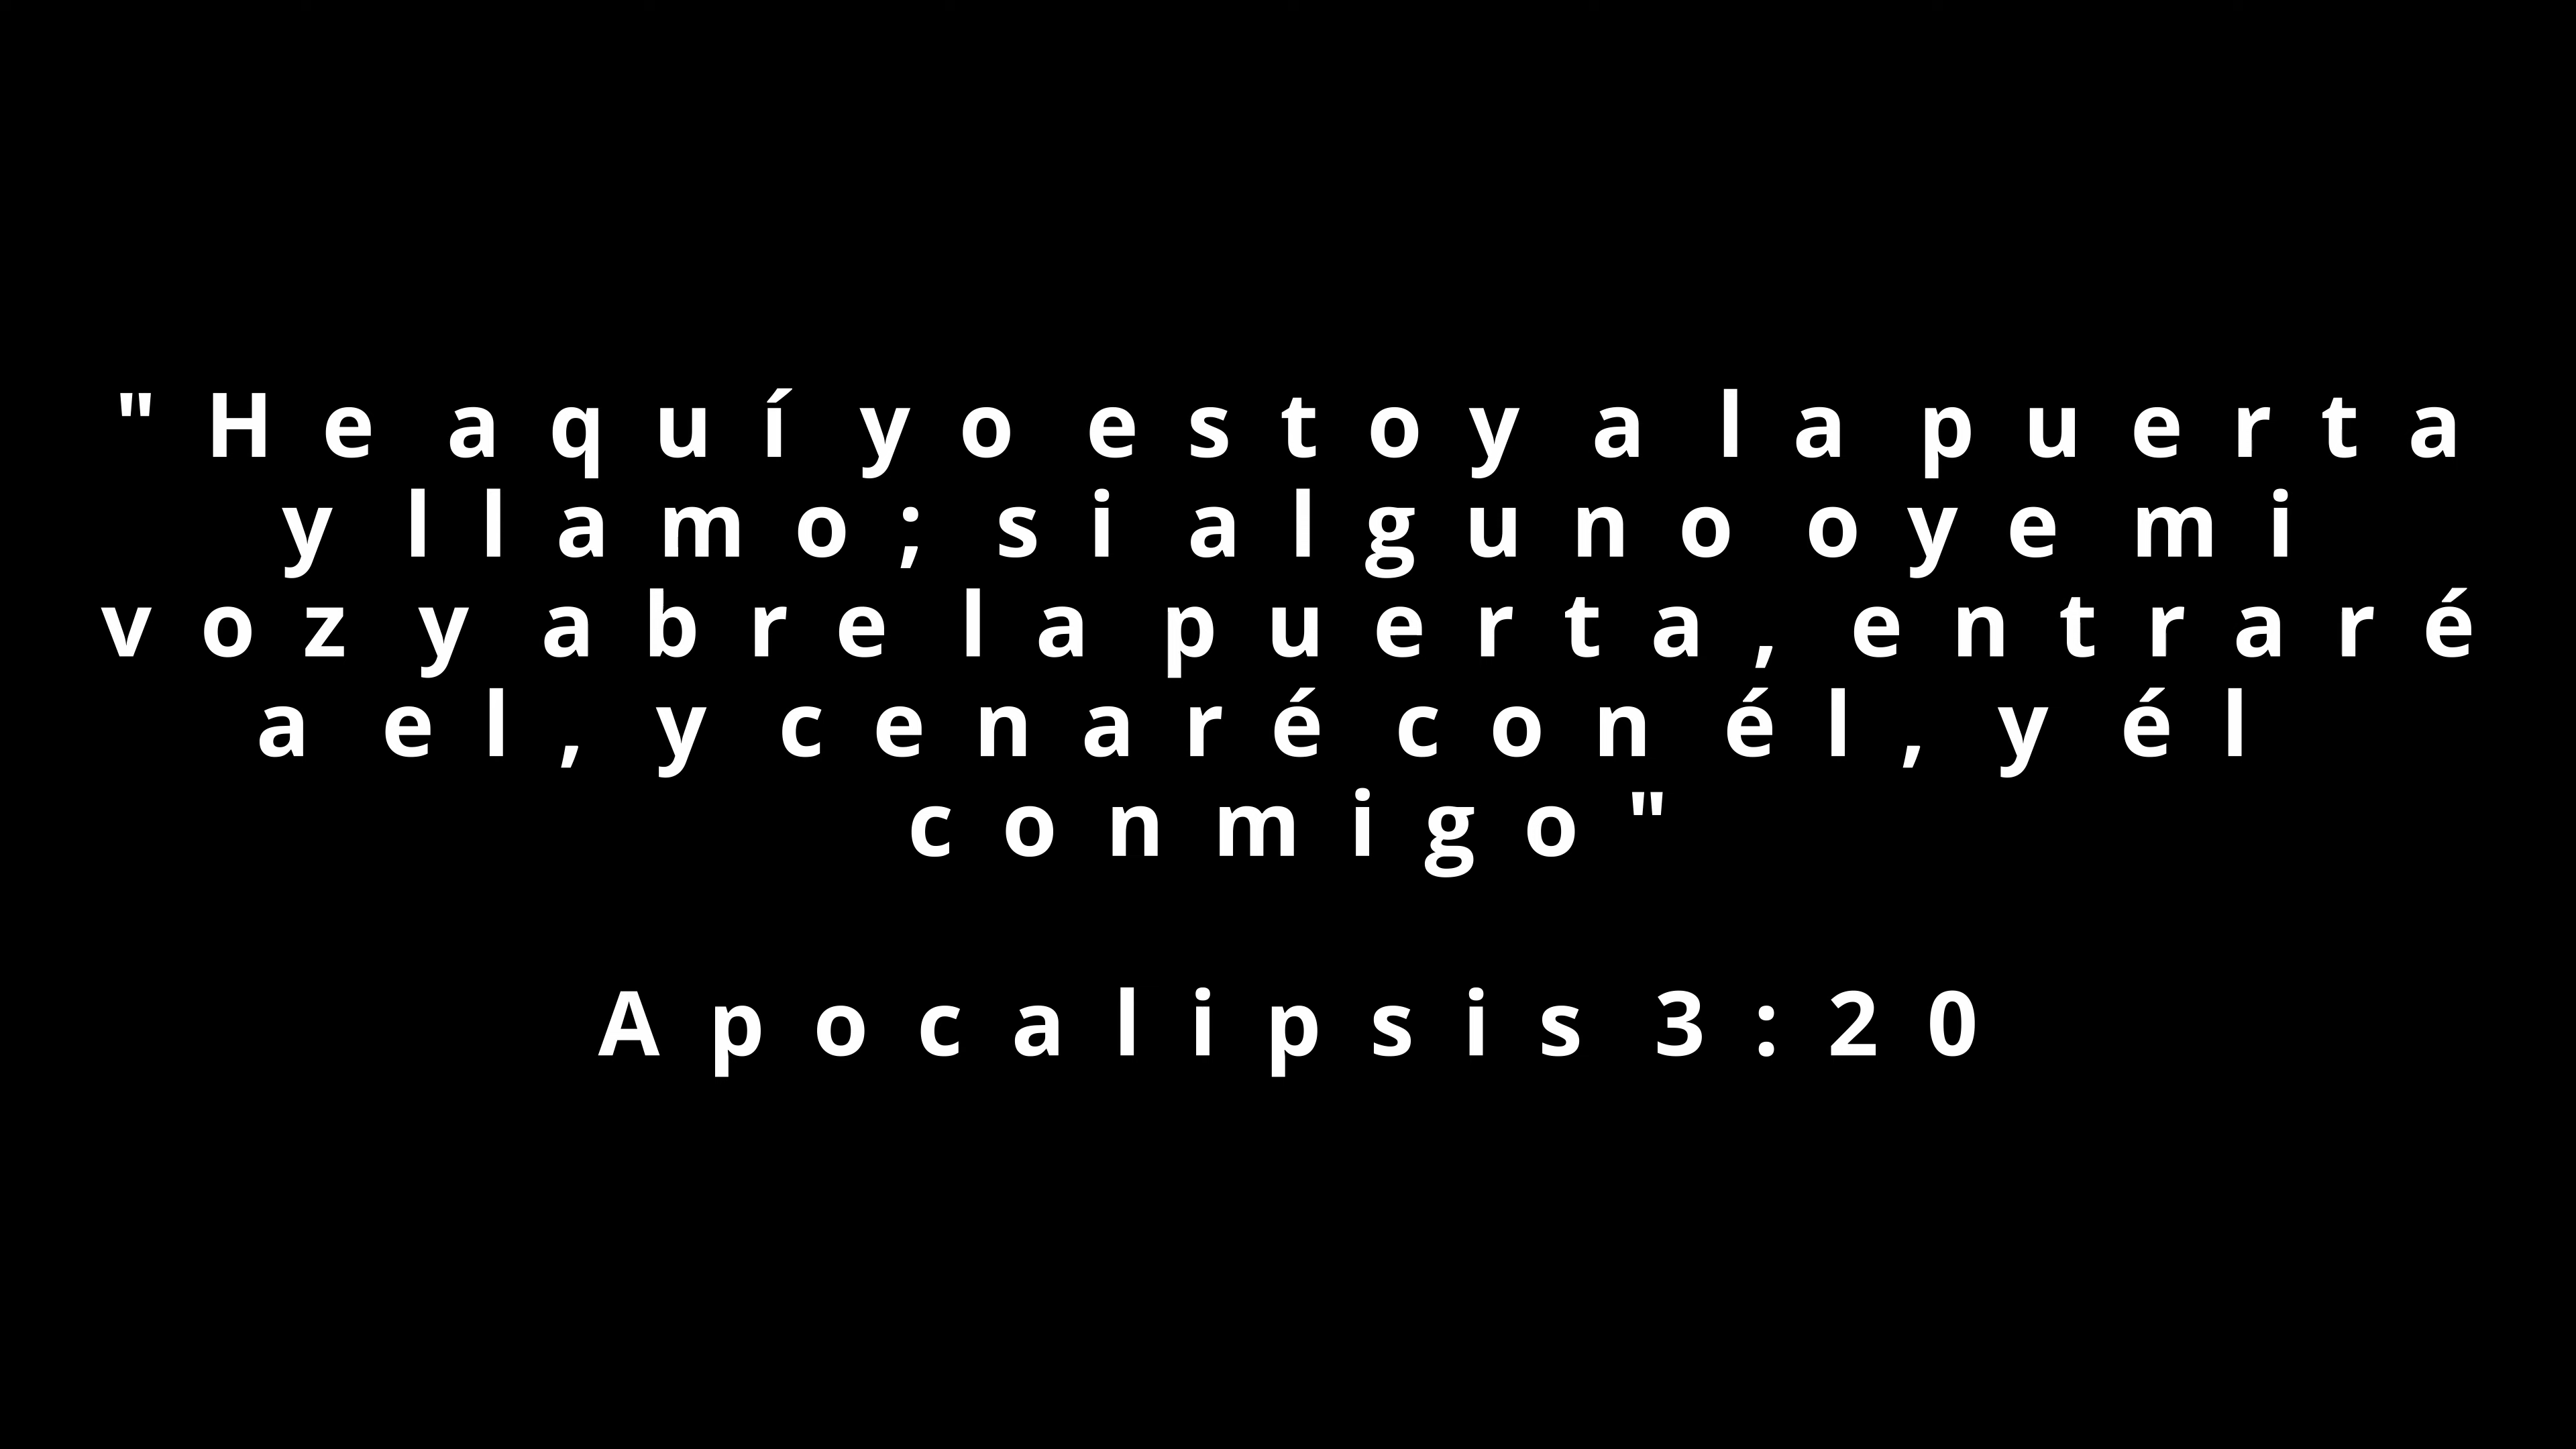 "He aquí yo estoy a la puerta
y llamo; si alguno oye mi
voz y abre la puerta, entraré
a el, y cenaré con él, y él
conmigo"
Apocalipsis 3:20